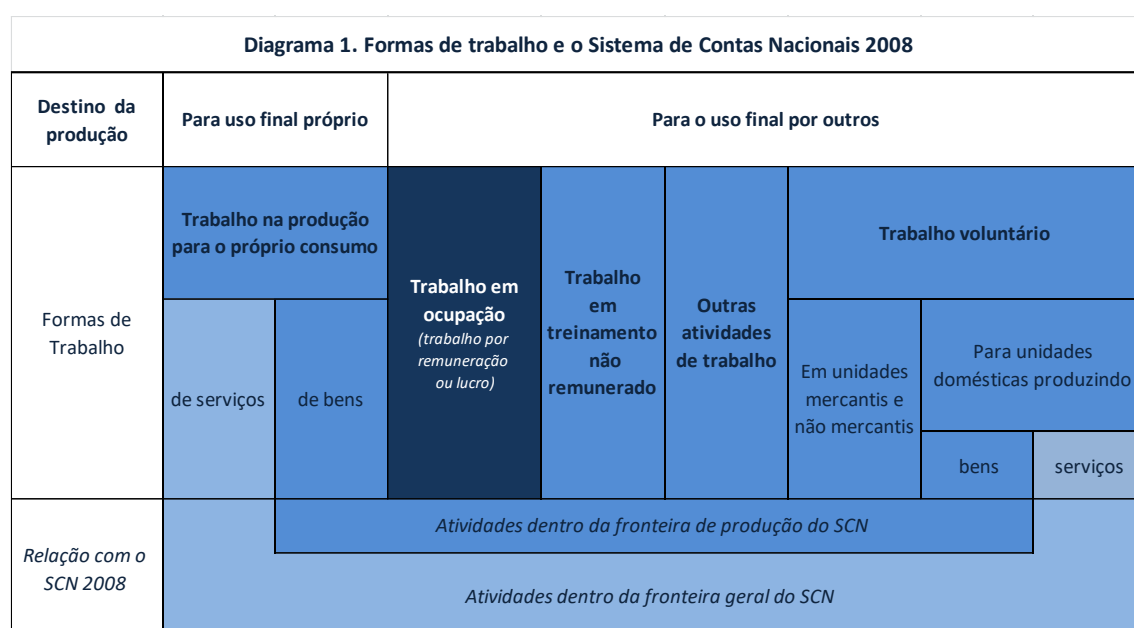 Diagrama 1. Formas de trabalho e o Sistema de Contas Nacionais 2008
Destino da
produção
Para uso final próprio
Para o uso final por outros
Formas de
Trabalho
Trabalho na produção
para o próprio consumo
de serviços
de bens
Trabalho em
ocupação
(trabalho por
remuneração
ou lucro)
Trabalho
em
treinamento
não
remunerado
Outras
atividades
de trabalho
Trabalho voluntário
Em unidades
mercantis e
não mercantis
Para unidades
domésticas produzindo
bens
serviços
Relação com o
SCN 2008
Atividades dentro da fronteira de produção do SCN
Atividades dentro da fronteira geral do SCN